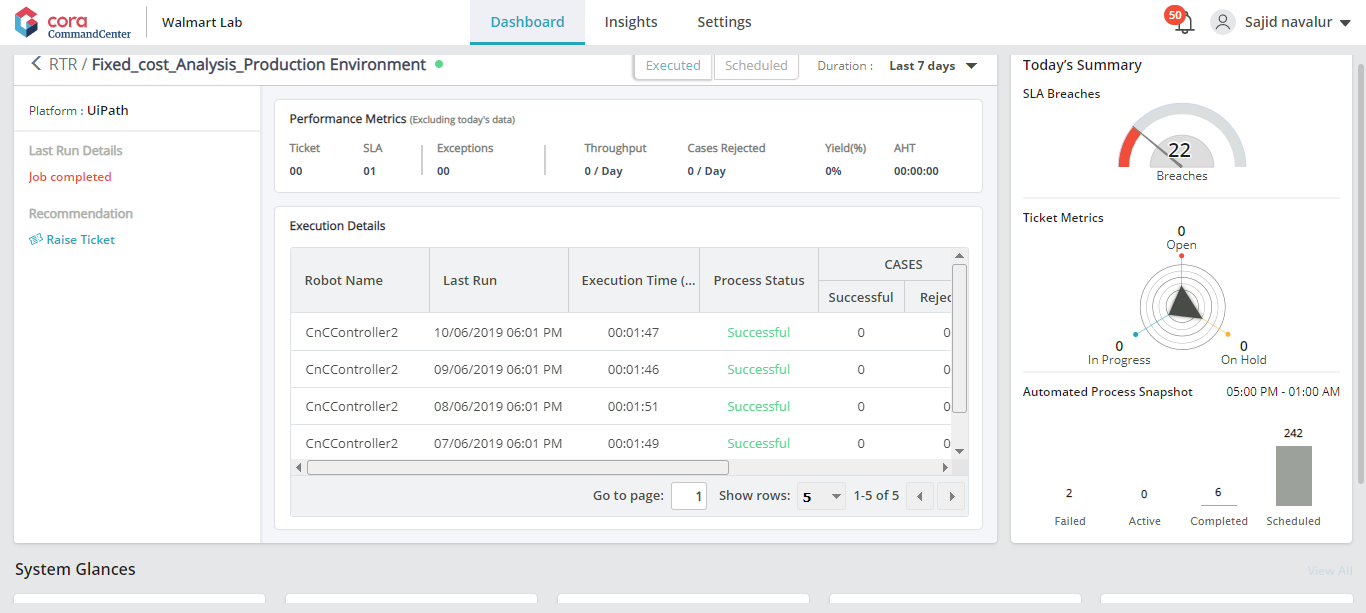 cora
CommandCenter
Walmart Lab
Dashboard
Insights
Settings
50
Sajid navalur
RTR / Fixed_cost_Analysis_Production Environment
Executed
Scheduled
Duration :
Last 7 days
Platform : UiPath
Last Run Details
Job completed
Recommendation
Raise Ticket
Performance Metrics (Excluding today's data)
Ticket SLA Exceptions Throughput Cases Rejected Yield(%) AHT
00 01 00 0 / Day 0 / Day 0% 00:00:00
Execution Details
Robot Name Last Run Execution Time (... Process Status CASES
Successful Rejec
CnCController2 10/06/2019 06:01 PM 00:01:47 Successful 0 0
CnCController2 09/06/2019 06:01 PM 00:01:46 Successful 0 0
CnCController2 08/06/2019 06:01 PM 00:01:51 Successful 0 0
CnCController2 07/06/2019 06:01 PM 00:01:49 Successful 0 0
Go to page: 1 Show rows: 5 1-5 of 5
Today's Summary
SLA Breaches
22
Breaches
Ticket Metrics
0
Open
0
In Progress
0
On Hold
Automated Process Snapshot 05:00 PM - 01:00 AM
2 0 6 242
Failed Active Completed Scheduled
System Glances
View All